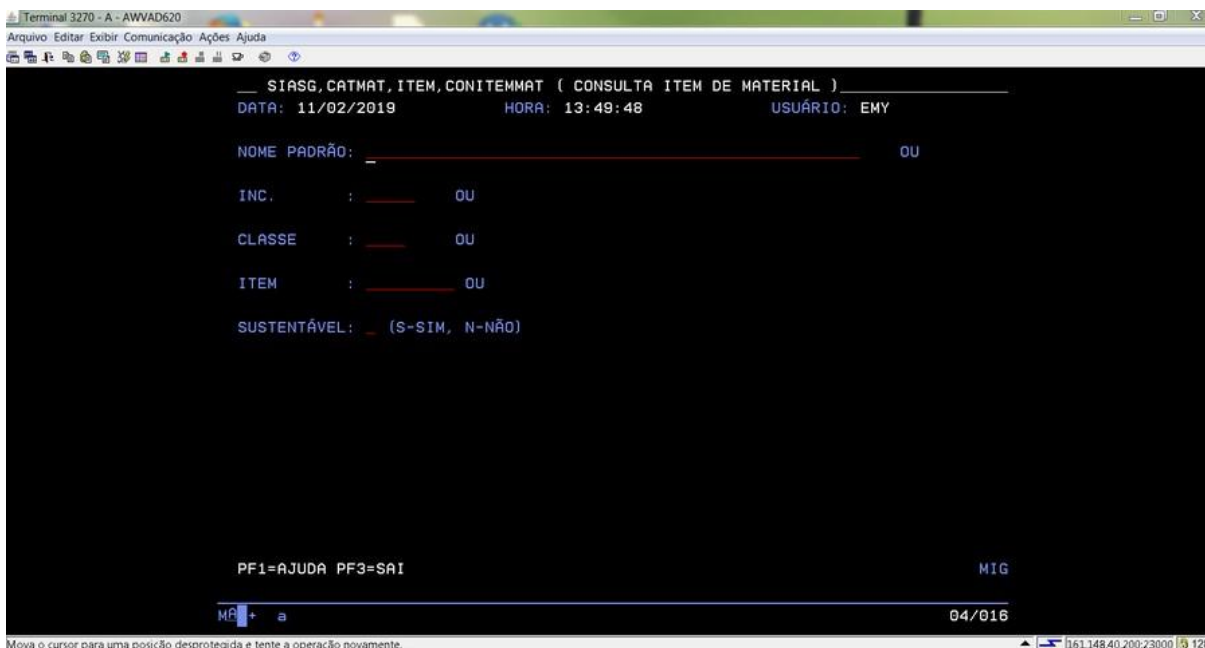 Terminal 3270 - A - AWVAD620
Arquivo Editar Exibir Comunicação Ações Ajuda
__ SIASG,CATMAT,ITEM,CONITEMMAT ( CONSULTA ITEM DE MATERIAL )
DATA: 11/02/2019 HORA: 13:49:48 USUÁRIO: EMY
NOME PADRÃO: OU
INC. : OU
CLASSE : OU
ITEM : OU
SUSTENTÁVEL: _ (S-SIM, N-NÃO)
PF1=AJUDA PF3=SAI MIG
MA + a 04/016
Mova o cursor para uma posição desprotegida e tente a operação novamente. 161.148.40.200:23000